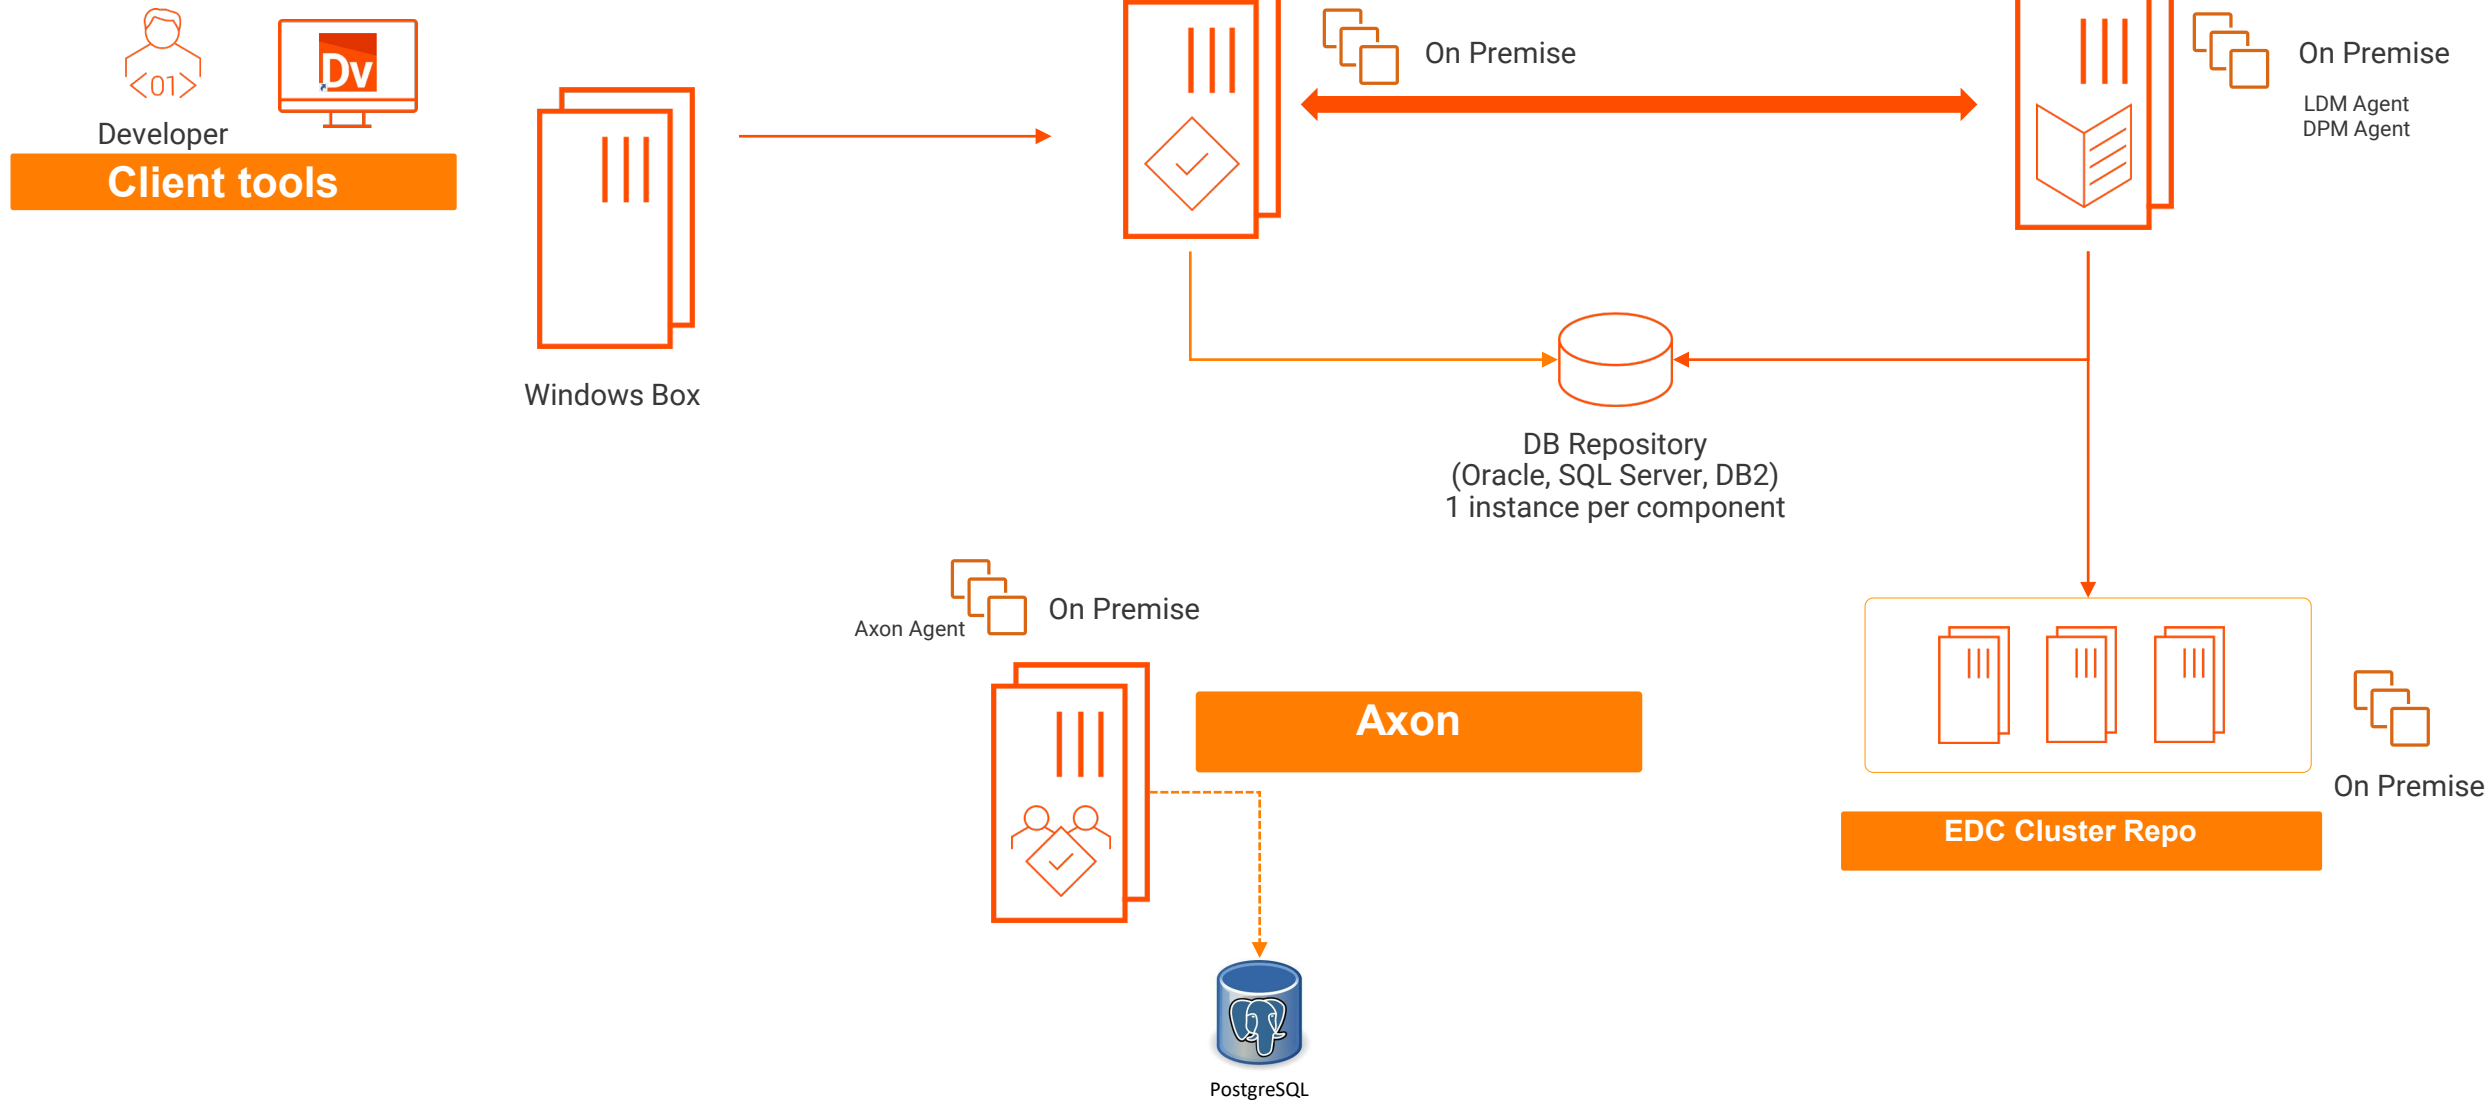 Dv
<01>
Developer
Client tools
Windows Box
On Premise
On Premise
LDM Agent
DPM Agent
DB Repository
(Oracle, SQL Server, DB2)
1 instance per component
Axon Agent
On Premise
Axon
On Premise
EDC Cluster Repo
PostgreSQL